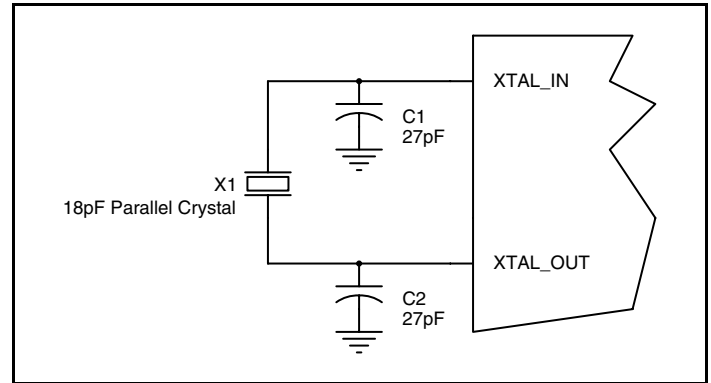 XTAL_IN
C1
27pF
X1
18pF Parallel Crystal
XTAL_OUT
C2
27pF